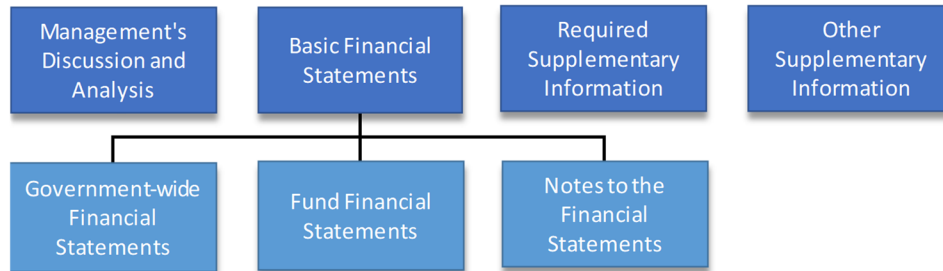 Management's
Discussion and
Analysis
Basic Financial
Statements
Required
Supplementary
Information
Other
Supplementary
Information
Government-wide
Financial
Statements
Fund Financial
Statements
Notes to the
Financial
Statements